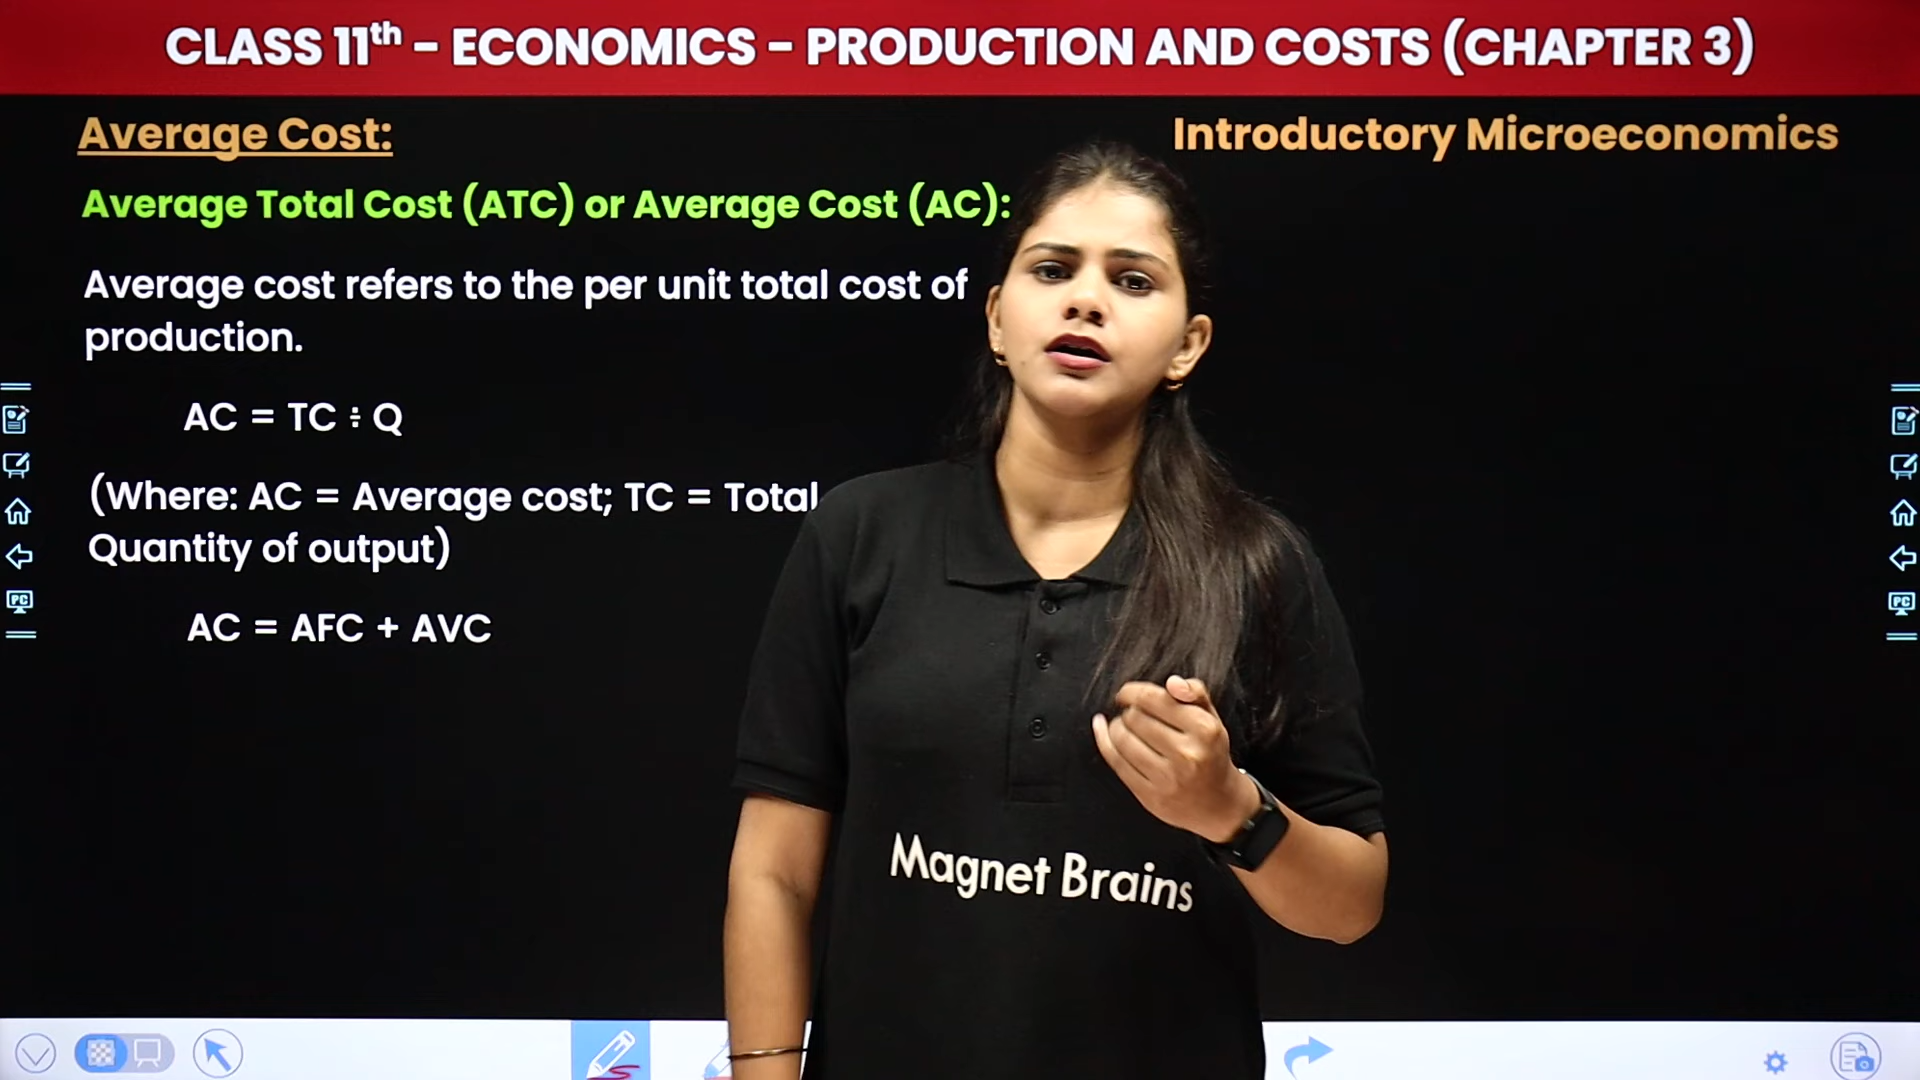 CLASS 11th – ECONOMICS – PRODUCTION AND COSTS (CHAPTER 3)
Average Cost:
Introductory Microeconomics
Average Total Cost (ATC) or Average Cost (AC):
Average cost refers to the per unit total cost of
production.
AC = TC ÷ Q
(Where: AC = Average cost; TC = Total
Quantity of output)
AC = AFC + AVC
Magnet Brains
PC
PC